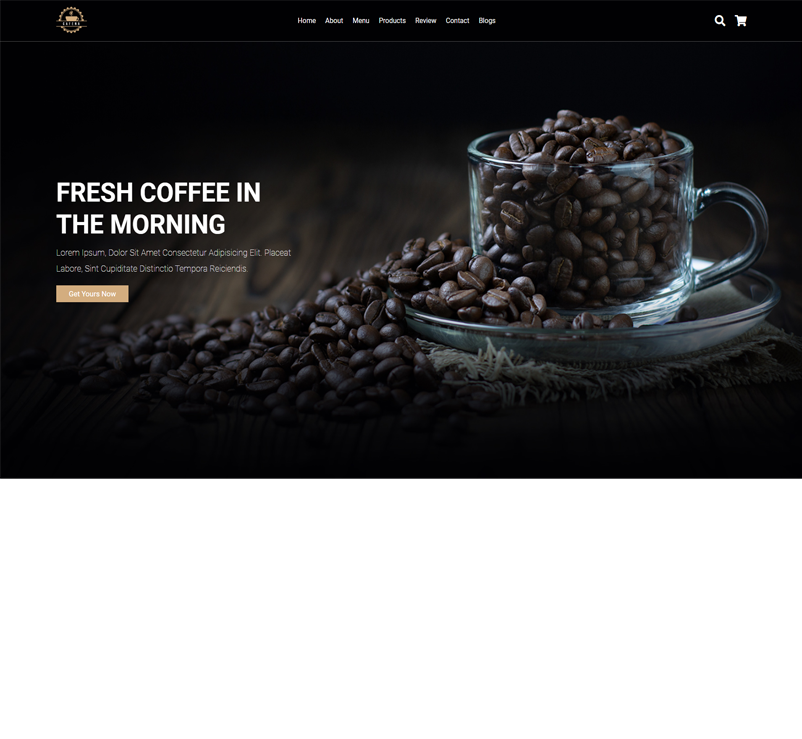 Home About Menu Products Review Contact Blogs
FRESH COFFEE IN
THE MORNING
Lorem Ipsum, Dolor Sit Amet Consectetur Adipisicing Elit. Placeat
Labore, Sint Cupiditate Distinctio Tempora Reiciendis.
Get Yours Now